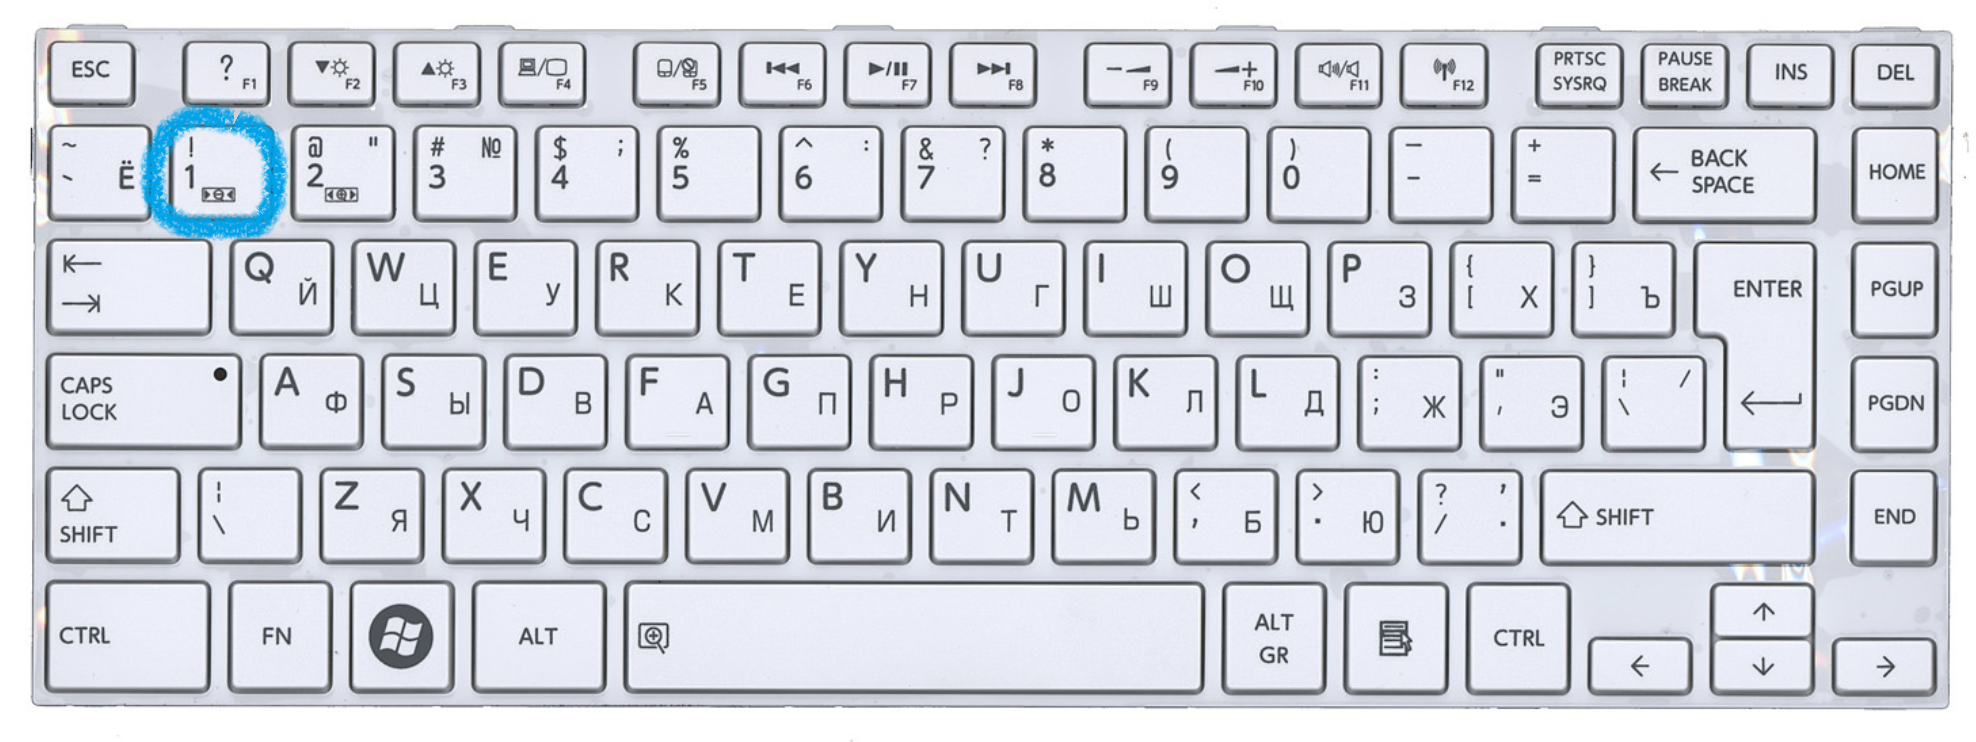 ESC ? F1 F2 F3 F4 F5 F6 F7 F8 F9 F10 F11 F12 PRTSC SYSRQ PAUSE BREAK INS DEL
~ ` Ё ! 1 @ " 2 # № 3 $ ; 4 % 5 ^ : 6 & ? 7 * 8 ( 9 ) 0 — - + = ← BACK SPACE HOME
Q Й W Ц E У R К T Е Y Н U Г I Ш O Щ P З { [ Х } ] Ъ ENTER PGUP
CAPS LOCK A Ф S Ы D В F А G П H Р J О K Л L Д : ; Ж " ' Э ¦ / \ PGDN
SHIFT ¦ \ Z Я X Ч C С V М B И N Т M Ь < , Б > . Ю ? , / . SHIFT END
CTRL FN ALT ALT GR CTRL ← ↑ ↓ →